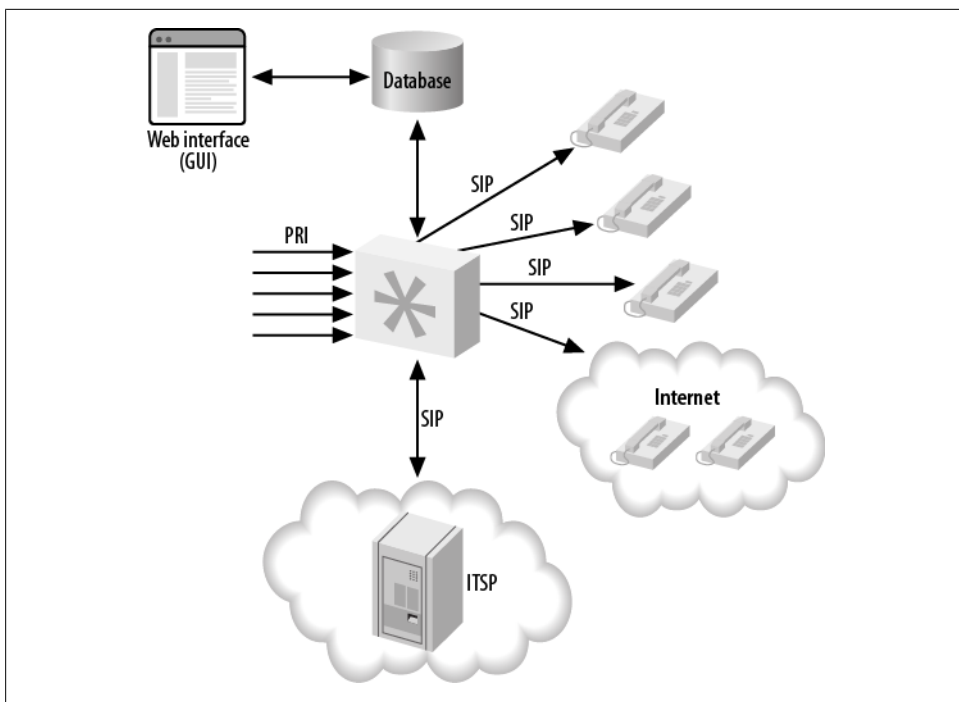 Database
Web interface
(GUI)
SIP
SIP
PRI
SIP
SIP
Internet
SIP
ITSP